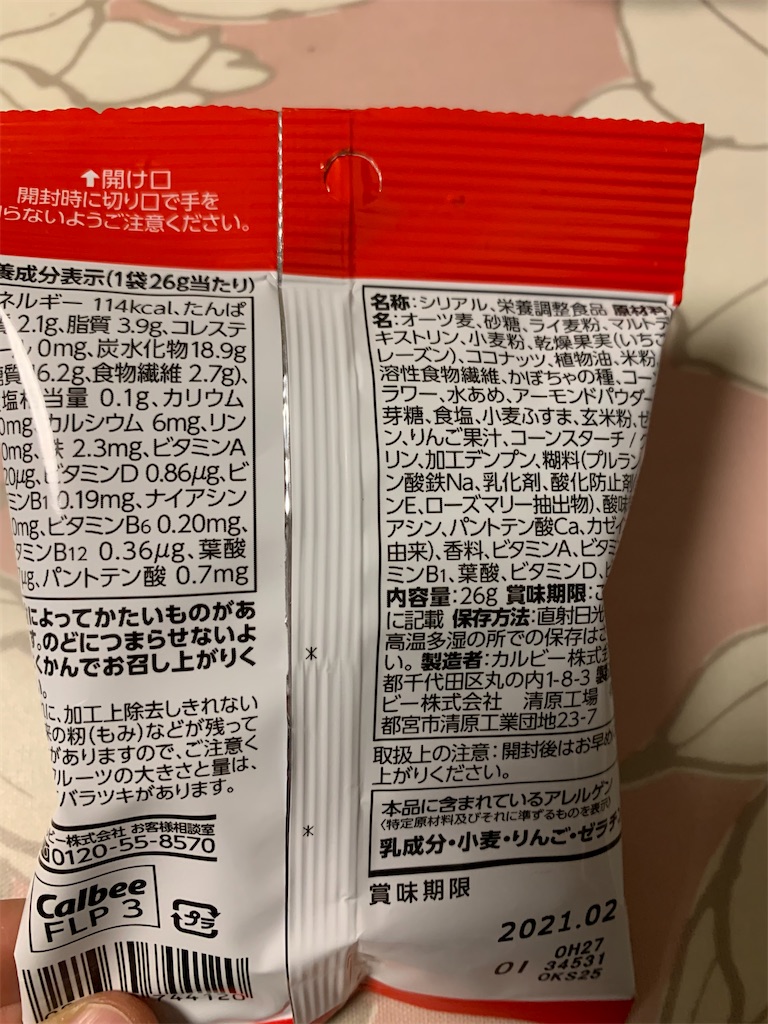 ↑開け口
開封時に切り口で手を
らないようご注意ください。
養成分表示(1袋26g当たり)
ネルギー 114kcal、たんぱ
2.1g、脂質 3.9g、コレステ
0mg、炭水化物18.9g
6.2g、食物繊維 2.7g)、
当量 0.1g、カリウム
0mg、カルシウム 6mg、リン
0mg、鉄 2.3mg、ビタミンA
20μg、ビタミンD 0.86μg、ビ
ミンB1 0.19mg、ナイアシン
0mg、ビタミンB6 0.20mg、
タミンB12 0.36μg、葉酸
μg、パントテン酸 0.7mg
によってかたいものがあ
す。のどにつまらせないよ
くかんでお召し上がりく
。
に、加工上除去しきれない
の籾(もみ)などが残って
がありますので、ご注意く
フルーツの大きさと量は、
バラツキがあります。
ビー株式会社 お客様相談室
0120-55-8570
Calbee
FLP 3
プラ
名称:シリアル、栄養調整食品 原材料
名:オーツ麦、砂糖、ライ麦粉、マルトデ
キストリン、小麦粉、乾燥果実(いちご
レーズン)、ココナッツ、植物油、米粉
溶性食物繊維、かぼちゃの種、コー
ラワー、水あめ、アーモンドパウダー
芽糖、食塩、小麦ふすま、玄米粉、ゼ
ン、りんご果汁、コーンスターチ / グ
リン、加工デンプン、糊料(プルラン
ン酸鉄Na、乳化剤、酸化防止剤
ンE、ローズマリー抽出物)、酸味
アシン、パントテン酸Ca、カゼイ
由来)、香料、ビタミンA、ビタミ
ミンB1、葉酸、ビタミンD、
内容量:26g 賞味期限:こ
に記載 保存方法:直射日光
高温多湿の所での保存はさ
い。製造者:カルビー株式会
都千代田区丸の内1-8-3 製
ビー株式会社 清原工場
都宮市清原工業団地23-7
取扱上の注意:開封後はお早め
上がりください。
本品に含まれているアレルゲン
〈特定原材料及びそれに準ずるものを表示〉
乳成分・小麦・りんご・ゼラチ
賞味期限
2021.02
0H27
01 34531
0KS25